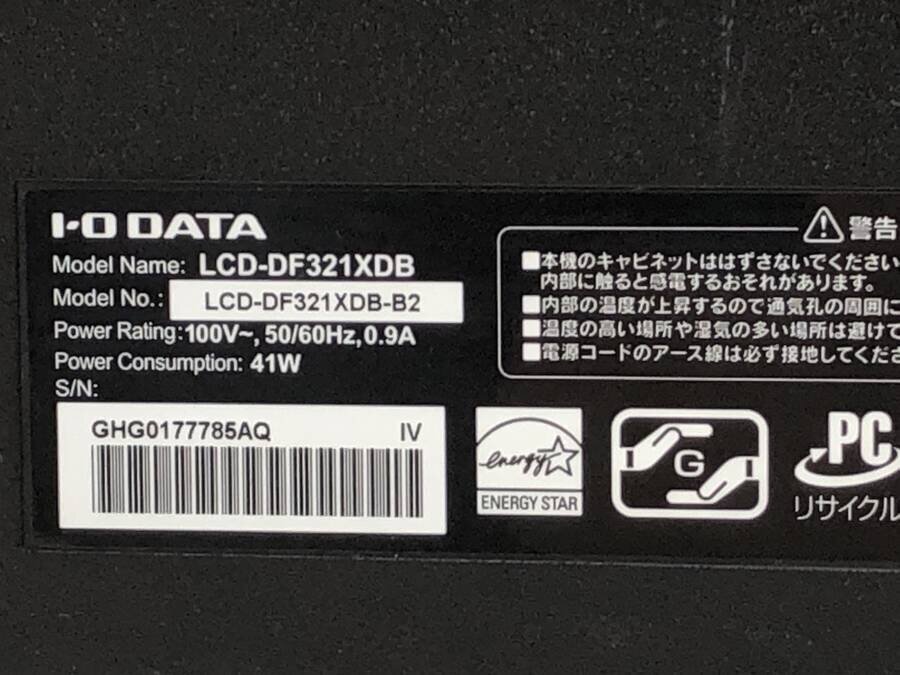 I-O DATA
Model Name: LCD-DF321XDB
Model No.: LCD-DF321XDB-B2
Power Rating: 100V~, 50/60Hz, 0.9A
Power Consumption: 41W
S/N:
GHG0177785AQ IV
警告
■本機のキャビネットははずさないでください
内部に触ると感電するおそれがあります。
■内部の温度が上昇するので通気孔の周囲に
■温度の高い場所や湿気の多い場所は避けて
■電源コードのアース線は必ず接地してくださ
energy
ENERGY STAR
G
PC
リサイクル